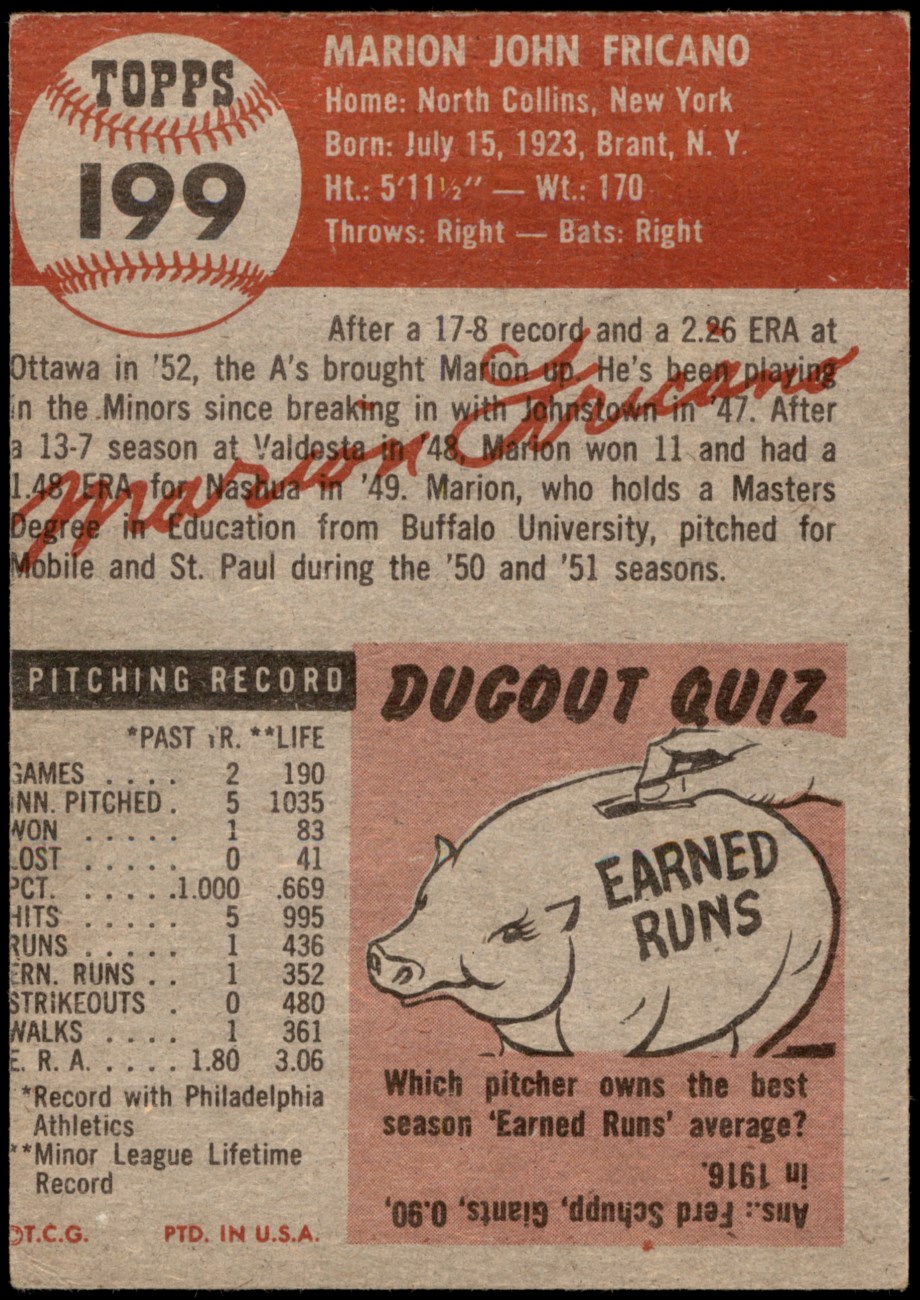 TOPPS
199
MARION JOHN FRICANO
Home: North Collins, New York
Born: July 15, 1923, Brant, N. Y.
Ht.: 5'11½" — Wt.: 170
Throws: Right — Bats: Right
After a 17-8 record and a 2.26 ERA at
Ottawa in '52, the A's brought Marion up. He's been playing
in the Minors since breaking in with Johnstown in '47. After
a 13-7 season at Valdosta in '48, Marion won 11 and had a
1.48 ERA for Nashua in '49. Marion, who holds a Masters
Degree in Education from Buffalo University, pitched for
Mobile and St. Paul during the '50 and '51 seasons.
Marion Fricano
PITCHING RECORD
*PAST YR. **LIFE
GAMES . . . . 2 190
INN. PITCHED . 5 1035
WON . . . . . 1 83
LOST . . . . . 0 41
PCT. . . . . .1.000 .669
HITS . . . . . 5 995
RUNS . . . . . 1 436
ERN. RUNS . . 1 352
STRIKEOUTS . 0 480
WALKS . . . . 1 361
E. R. A. . . . . 1.80 3.06
*Record with Philadelphia
Athletics
**Minor League Lifetime
Record
©T.C.G. PTD. IN U.S.A.
DUGOUT QUIZ
EARNED
RUNS
Which pitcher owns the best
season 'Earned Runs' average?
Ans.: Ferd Schupp, Giants, 0.90,
in 1916.